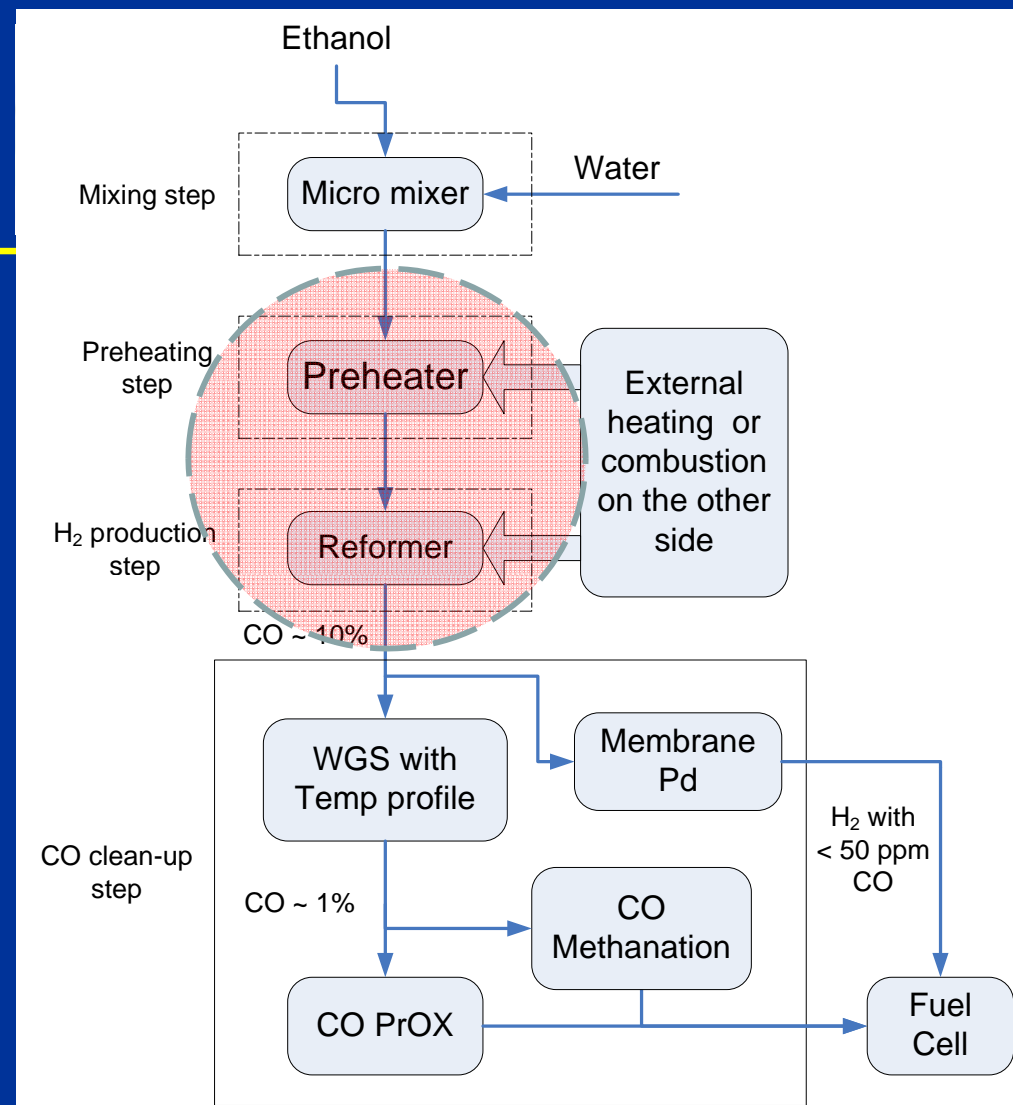 Ethanol
Mixing step
Micro mixer
Water
Preheating
step
Preheater
External
heating or
combustion
on the other
side
H₂ production
step
Reformer
CO ~ 10%
WGS with
Temp profile
Membrane
Pd
CO clean-up
step
H₂ with
< 50 ppm
CO
CO ~ 1%
CO
Methanation
CO PrOX
Fuel
Cell